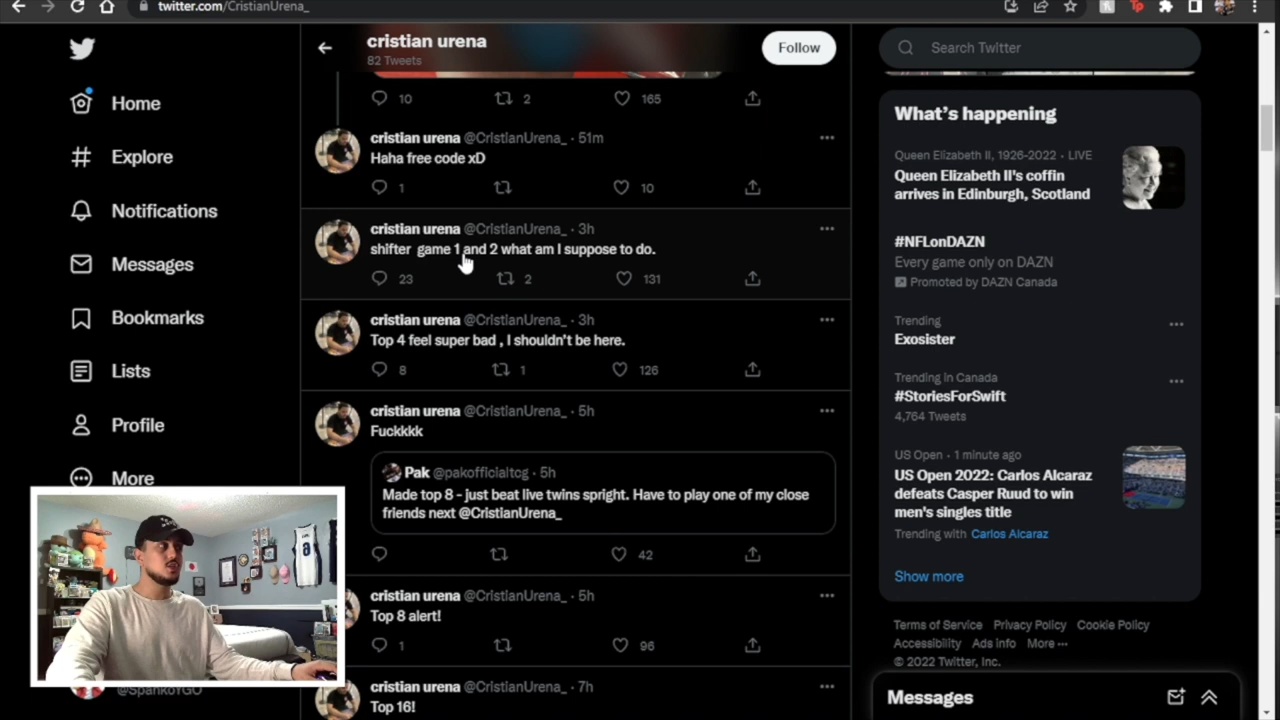 twitter.com/CristianUrena_
cristian urena
82 Tweets
Follow
Search Twitter
Home
Explore
Notifications
Messages
Bookmarks
Lists
Profile
More
10 2 165
cristian urena @CristianUrena_ · 51m
Haha free code xD
1 10
cristian urena @CristianUrena_ · 3h
shifter game 1 and 2 what am I suppose to do.
23 2 131
cristian urena @CristianUrena_ · 3h
Top 4 feel super bad , I shouldn't be here.
8 1 126
cristian urena @CristianUrena_ · 5h
Fuckkkk
Pak @pakofficialtcg · 5h
Made top 8 - just beat live twins spright. Have to play one of my close
friends next @CristianUrena_
42
cristian urena @CristianUrena_ · 5h
Top 8 alert!
1 96
cristian urena @CristianUrena_ · 7h
Top 16!
What's happening
Queen Elizabeth II, 1926-2022 · LIVE
Queen Elizabeth II's coffin
arrives in Edinburgh, Scotland
#NFLonDAZN
Every game only on DAZN
Promoted by DAZN Canada
Trending
Exosister
Trending in Canada
#StoriesForSwift
4,764 Tweets
US Open · 1 minute ago
US Open 2022: Carlos Alcaraz
defeats Casper Ruud to win
men's singles title
Trending with Carlos Alcaraz
Show more
Terms of Service Privacy Policy Cookie Policy
Accessibility Ads info More ···
© 2022 Twitter, Inc.
Messages
@SpankoYGO